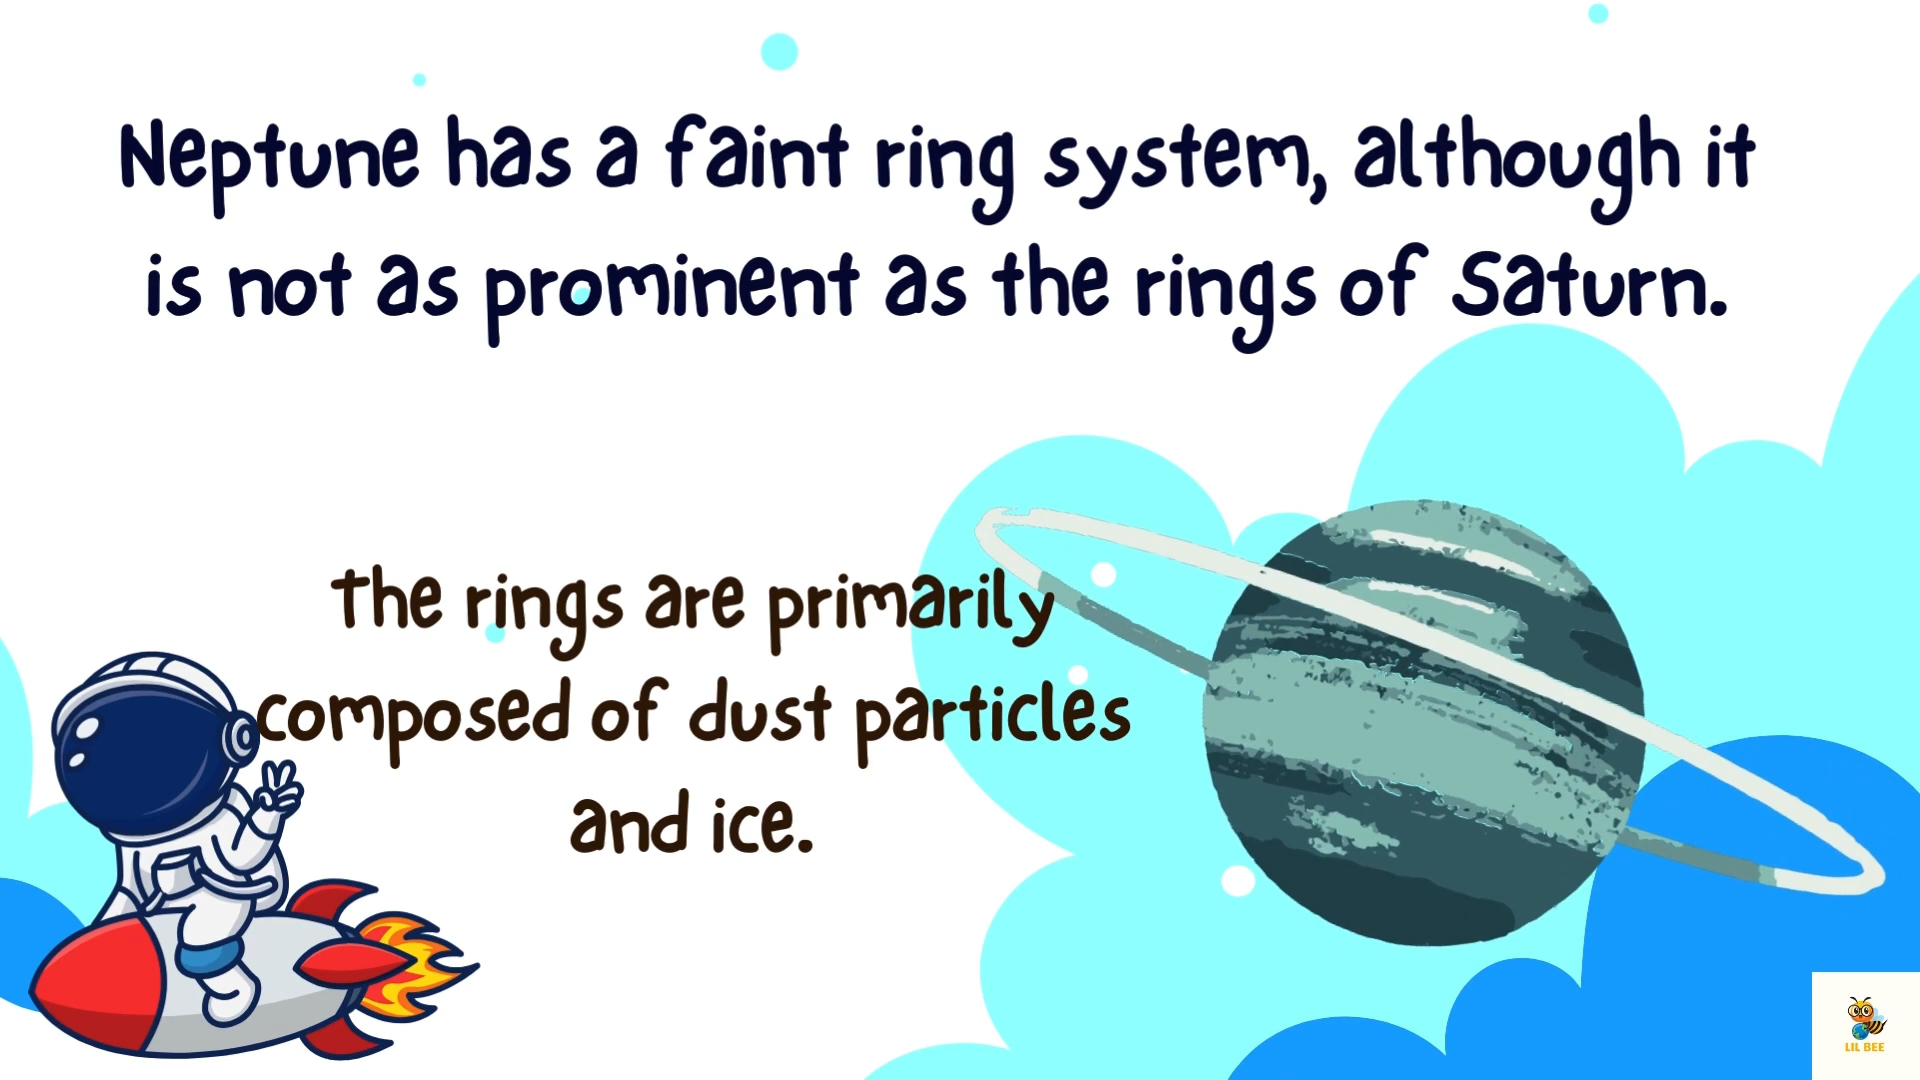 Neptune has a faint ring system, although it
is not as prominent as the rings of Saturn.
The rings are primarily
composed of dust particles
and ice.
LIL BEE